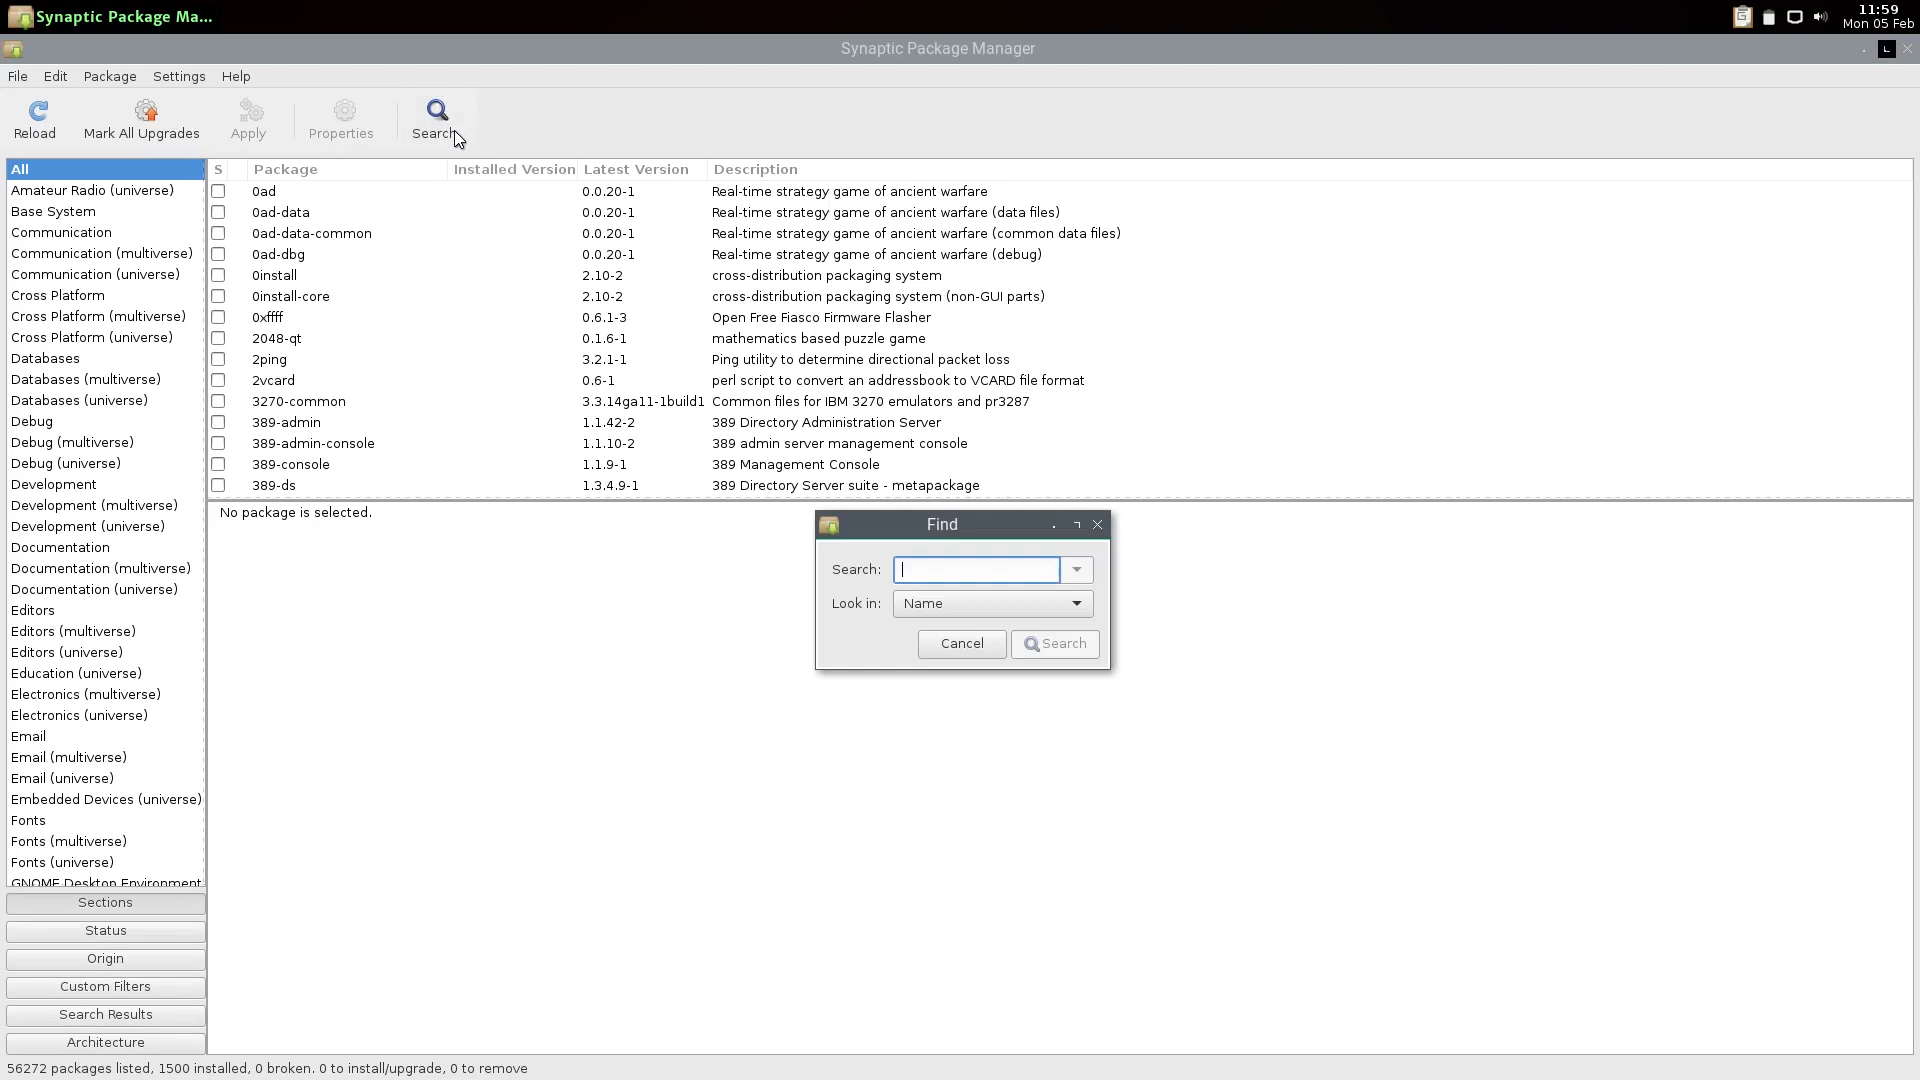 Synaptic Package Ma...
11:59
Mon 05 Feb
Synaptic Package Manager
File Edit Package Settings Help
Reload Mark All Upgrades Apply Properties Search
All
Amateur Radio (universe)
Base System
Communication
Communication (multiverse)
Communication (universe)
Cross Platform
Cross Platform (multiverse)
Cross Platform (universe)
Databases
Databases (multiverse)
Databases (universe)
Debug
Debug (multiverse)
Debug (universe)
Development
Development (multiverse)
Development (universe)
Documentation
Documentation (multiverse)
Documentation (universe)
Editors
Editors (multiverse)
Editors (universe)
Education (universe)
Electronics (multiverse)
Electronics (universe)
Email
Email (multiverse)
Email (universe)
Embedded Devices (universe)
Fonts
Fonts (multiverse)
Fonts (universe)
GNOME Desktop Environment
Sections
Status
Origin
Custom Filters
Search Results
Architecture
S Package Installed Version Latest Version Description
0ad 0.0.20-1 Real-time strategy game of ancient warfare
0ad-data 0.0.20-1 Real-time strategy game of ancient warfare (data files)
0ad-data-common 0.0.20-1 Real-time strategy game of ancient warfare (common data files)
0ad-dbg 0.0.20-1 Real-time strategy game of ancient warfare (debug)
0install 2.10-2 cross-distribution packaging system
0install-core 2.10-2 cross-distribution packaging system (non-GUI parts)
0xffff 0.6.1-3 Open Free Fiasco Firmware Flasher
2048-qt 0.1.6-1 mathematics based puzzle game
2ping 3.2.1-1 Ping utility to determine directional packet loss
2vcard 0.6-1 perl script to convert an addressbook to VCARD file format
3270-common 3.3.14ga11-1build1 Common files for IBM 3270 emulators and pr3287
389-admin 1.1.42-2 389 Directory Administration Server
389-admin-console 1.1.10-2 389 admin server management console
389-console 1.1.9-1 389 Management Console
389-ds 1.3.4.9-1 389 Directory Server suite - metapackage
No package is selected.
Find
Search:
Look in: Name
Cancel Search
56272 packages listed, 1500 installed, 0 broken. 0 to install/upgrade, 0 to remove